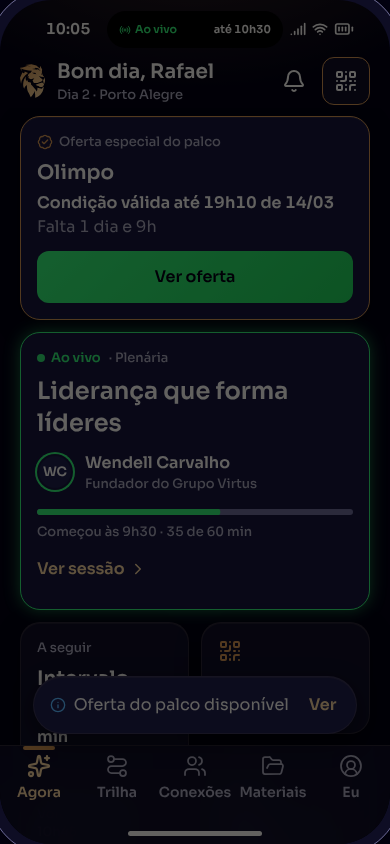 10:05
Ao vivo
até 10h30
Bom dia, Rafael
Dia 2 · Porto Alegre
Oferta especial do palco
Olimpo
Condição válida até 19h10 de 14/03
Falta 1 dia e 9h
Ver oferta
Ao vivo · Plenária
Liderança que forma
líderes
WC
Wendell Carvalho
Fundador do Grupo Virtus
Começou às 9h30 · 35 de 60 min
Ver sessão
A seguir
Intervalo
min
Oferta do palco disponível
Ver
Agora
Trilha
Conexões
Materiais
Eu